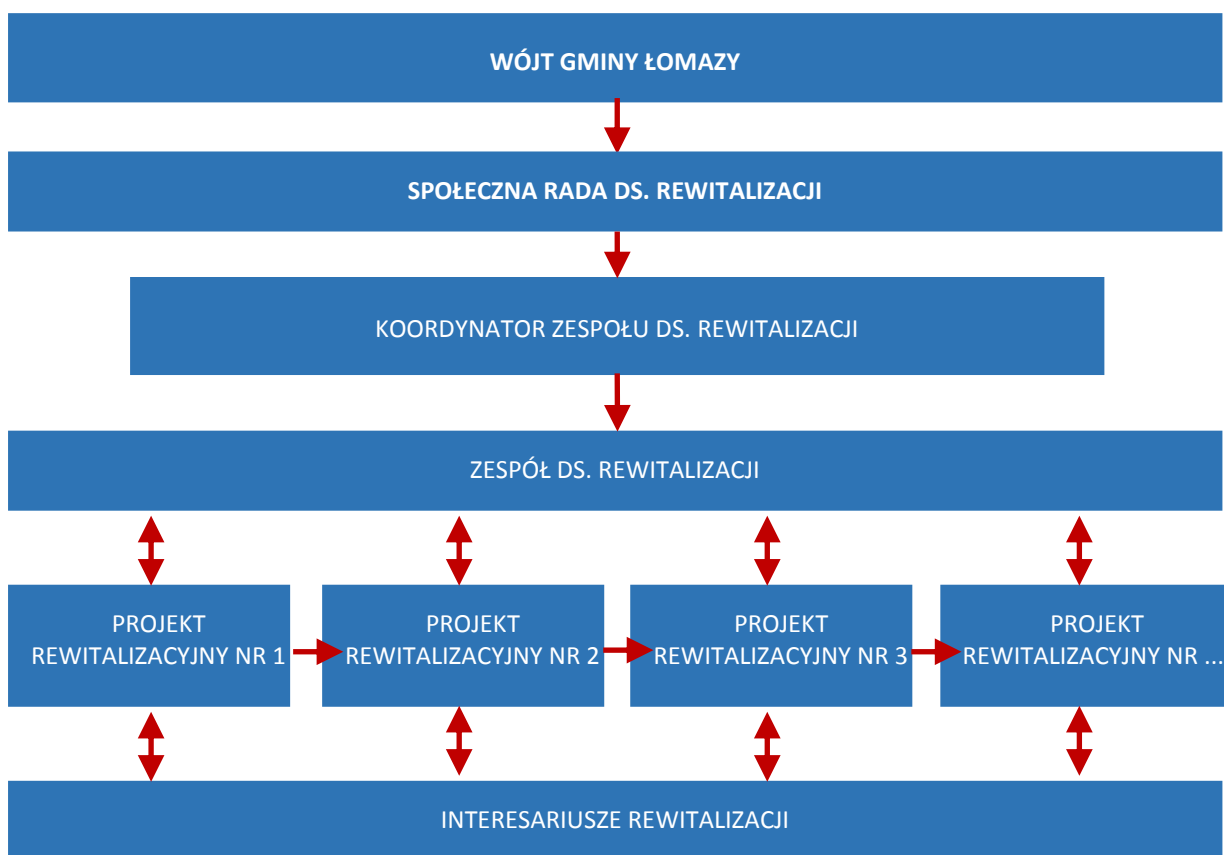 WÓJT GMINY ŁOMAZY
SPOŁECZNA RADA DS. REWITALIZACJI
KOORDYNATOR ZESPOŁU DS. REWITALIZACJI
ZESPÓŁ DS. REWITALIZACJI
PROJEKT
REWITALIZACYJNY NR 1
PROJEKT
REWITALIZACYJNY NR 2
PROJEKT
REWITALIZACYJNY NR 3
PROJEKT
REWITALIZACYJNY NR ...
INTERESARIUSZE REWITALIZACJI